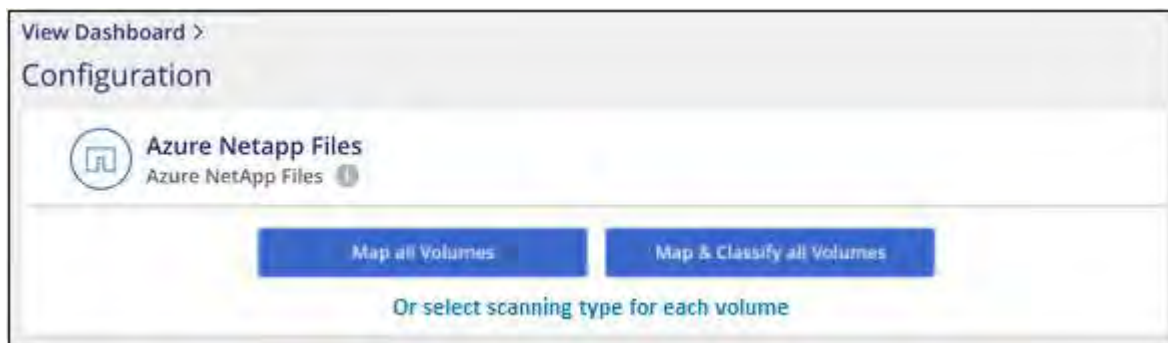 View Dashboard >
Configuration
Azure Netapp Files
Azure NetApp Files
Map all Volumes
Map & Classify all Volumes
Or select scanning type for each volume